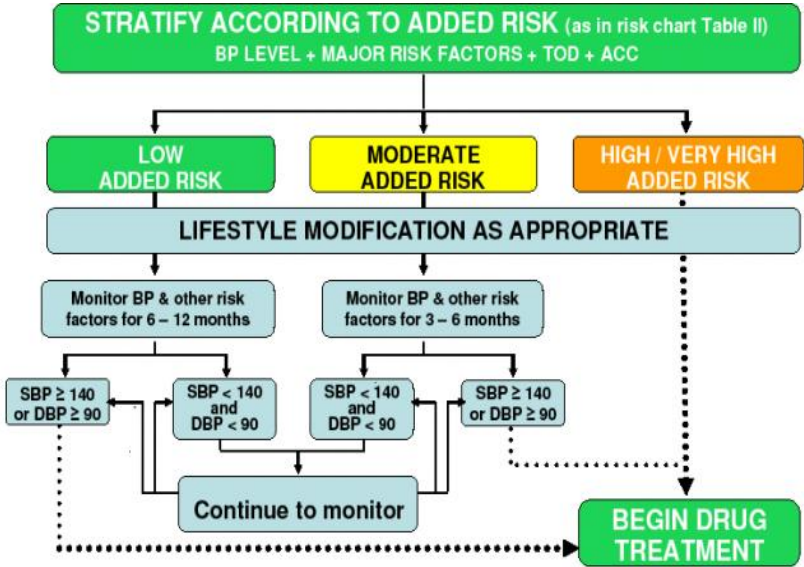 STRATIFY ACCORDING TO ADDED RISK (as in risk chart Table II)
BP LEVEL + MAJOR RISK FACTORS + TOD + ACC
LOW
ADDED RISK
MODERATE
ADDED RISK
HIGH / VERY HIGH
ADDED RISK
LIFESTYLE MODIFICATION AS APPROPRIATE
Monitor BP & other risk
factors for 6 – 12 months
Monitor BP & other risk
factors for 3 – 6 months
SBP ≥ 140
or DBP ≥ 90
SBP < 140
and
DBP < 90
SBP < 140
and
DBP < 90
SBP ≥ 140
or DBP ≥ 90
Continue to monitor
BEGIN DRUG
TREATMENT